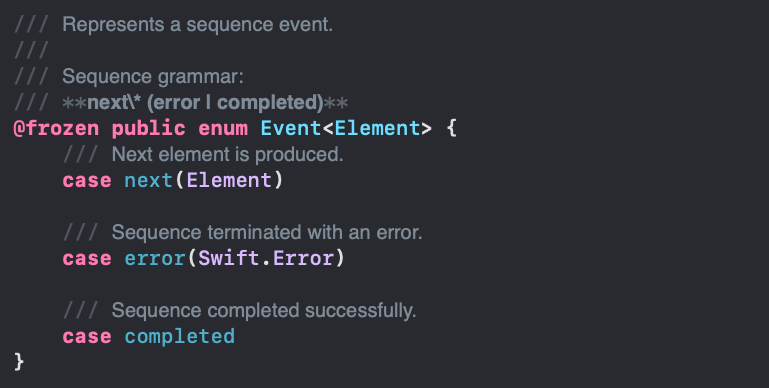 /// Represents a sequence event.
///
/// Sequence grammar:
/// **next\* (error | completed)**
@frozen public enum Event<Element> {
    /// Next element is produced.
    case next(Element)

    /// Sequence terminated with an error.
    case error(Swift.Error)

    /// Sequence completed successfully.
    case completed
}